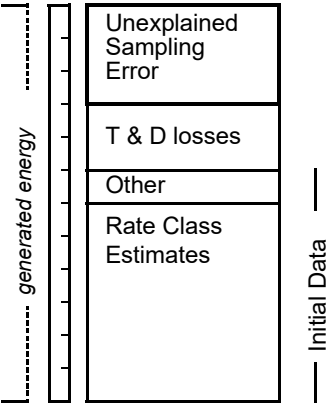 Unexplained
Sampling
Error
T & D losses
Other
Rate Class
Estimates
generated energy
Initial Data